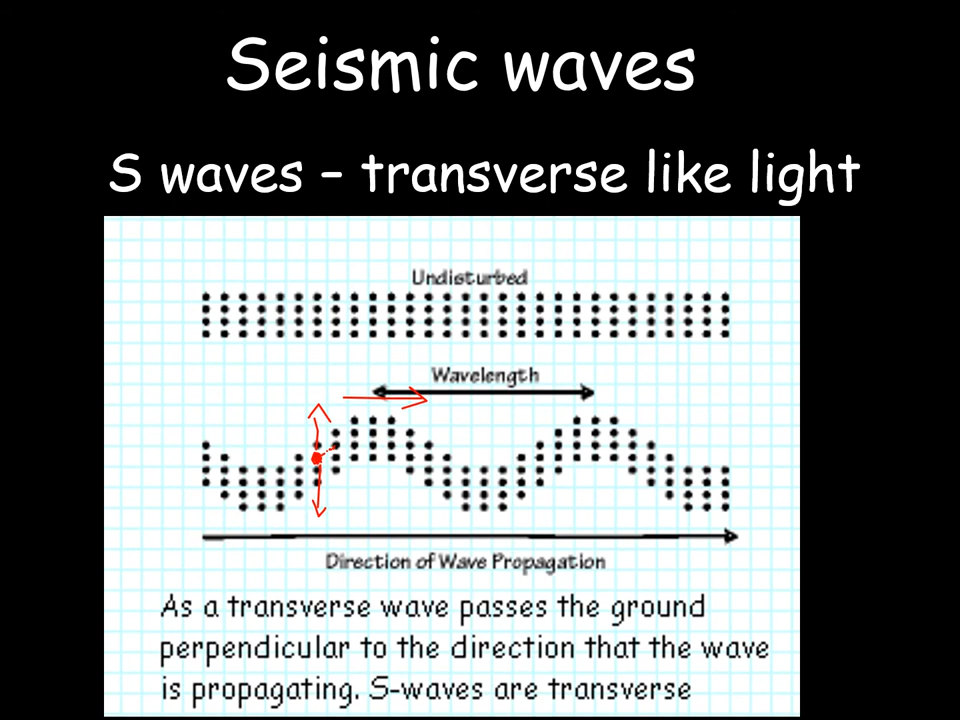 Seismic waves
S waves – transverse like light
Undisturbed
Wavelength
Direction of Wave Propagation
As a transverse wave passes the ground
perpendicular to the direction that the wave
is propagating. S-waves are transverse